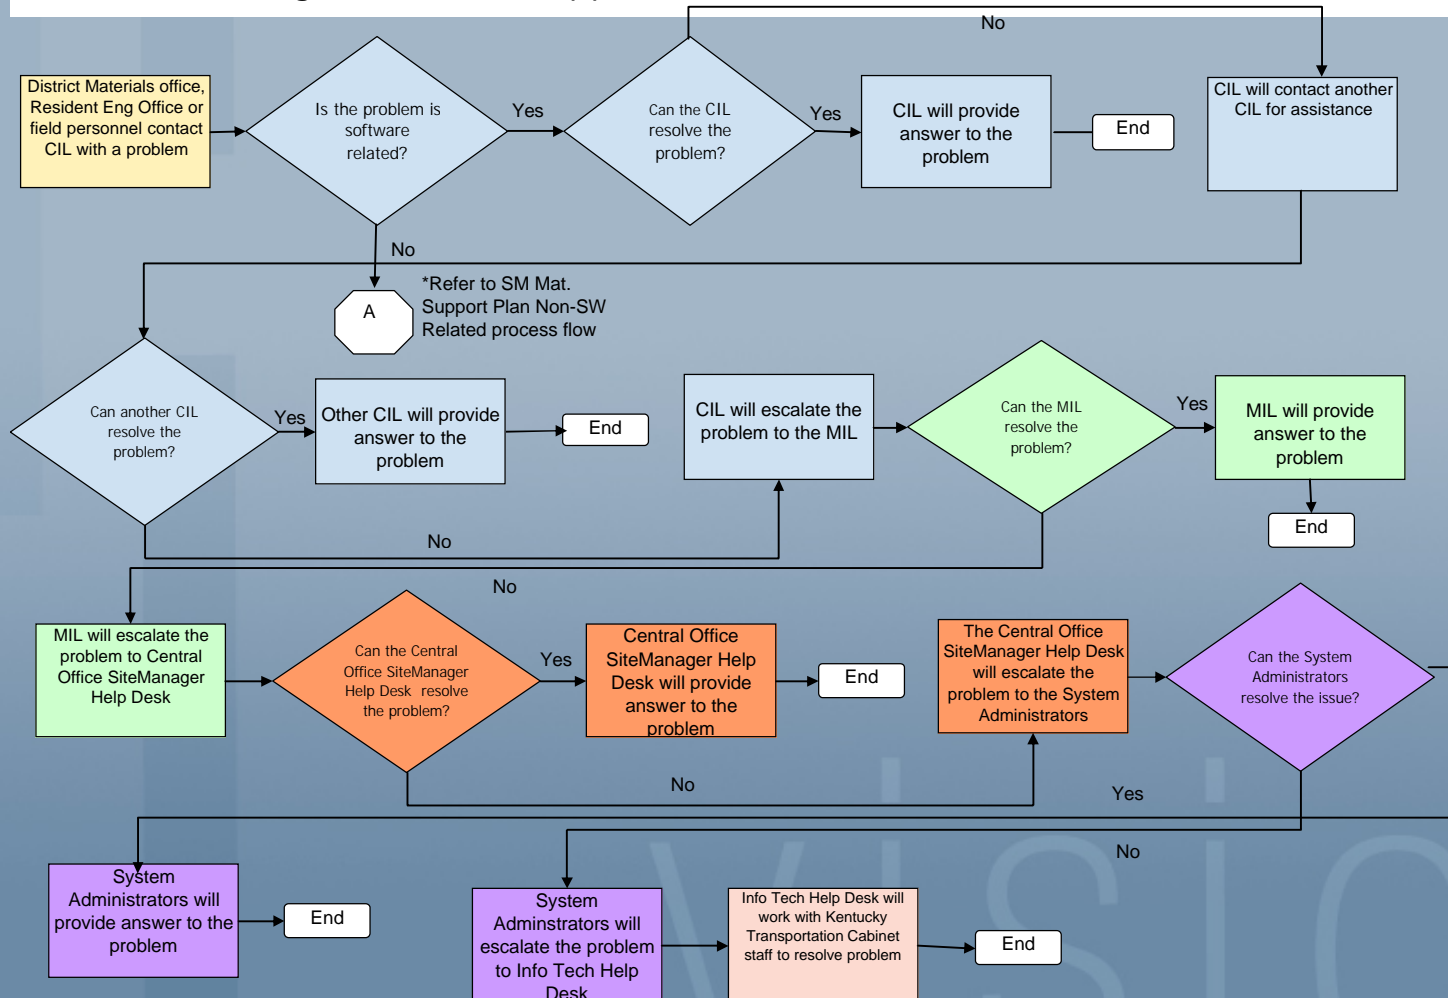 No
District Materials office,
Resident Eng Office or
field personnel contact
CIL with a problem
Is the problem is
software
related?
Yes
Can the CIL
resolve the
problem?
Yes
CIL will provide
answer to the
problem
End
CIL will contact another
CIL for assistance
No
A
*Refer to SM Mat.
Support Plan Non-SW
Related process flow
Can another CIL
resolve the
problem?
Yes
Other CIL will provide
answer to the
problem
End
CIL will escalate the
problem to the MIL
Can the MIL
resolve the
problem?
Yes
MIL will provide
answer to the
problem
End
No
No
MIL will escalate the
problem to Central
Office SiteManager
Help Desk
Can the Central
Office SiteManager
Help Desk resolve
the problem?
Yes
Central Office
SiteManager Help
Desk will provide
answer to the
problem
End
The Central Office
SiteManager Help Desk
will escalate the
problem to the System
Administrators
Can the System
Administrators
resolve the issue?
No
Yes
No
System
Administrators will
provide answer to the
problem
End
System
Adminstrators will
escalate the problem
to Info Tech Help
Desk
Info Tech Help Desk will
work with Kentucky
Transportation Cabinet
staff to resolve problem
End